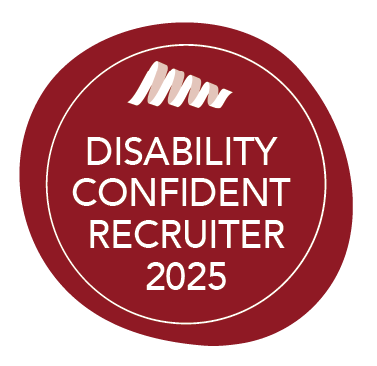 DISABILITY
CONFIDENT
RECRUITER
2025